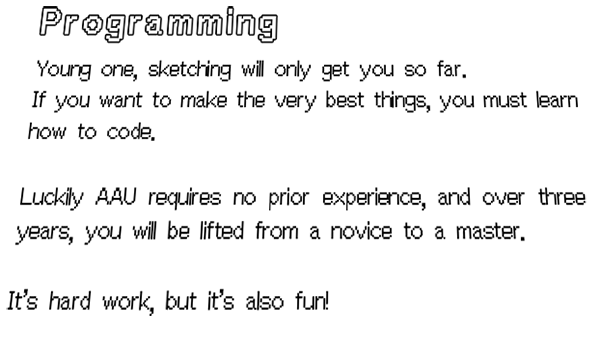 Programming
Young one, sketching will only get you so far.
If you want to make the very best things, you must learn
how to code.
Luckily AAU requires no prior experience, and over three
years, you will be lifted from a novice to a master.
It's hard work, but it's also fun!